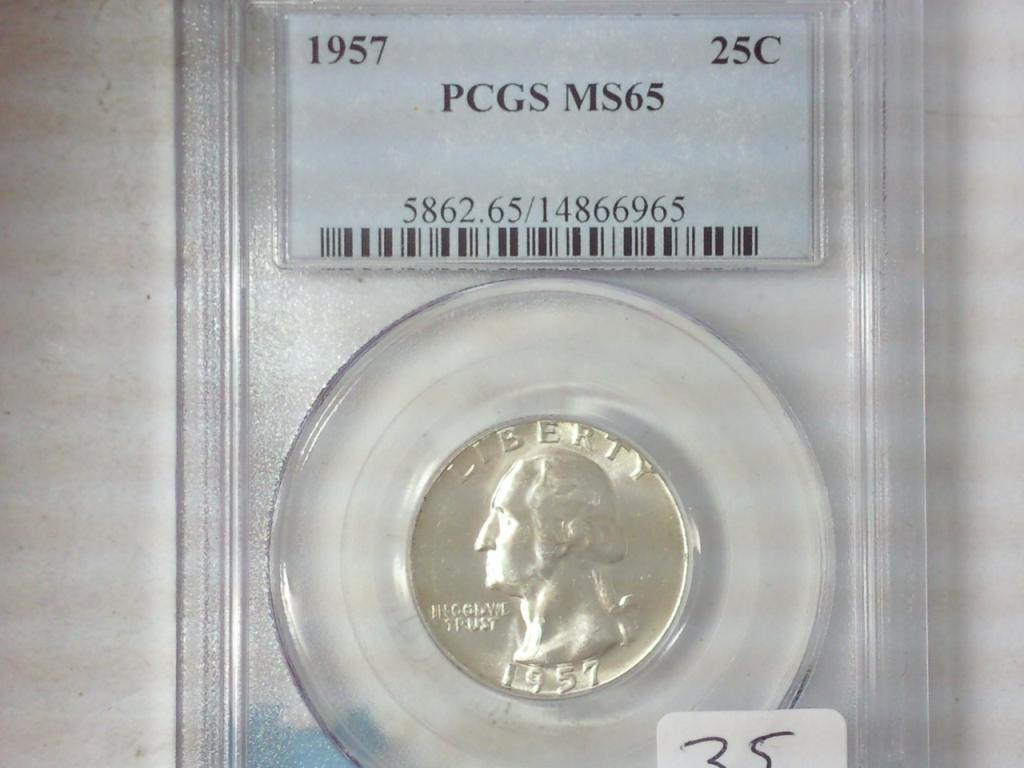 1957 25C
PCGS MS65
5862.65/14866965
LIBERTY
IN GOD WE
TRUST
1957
35